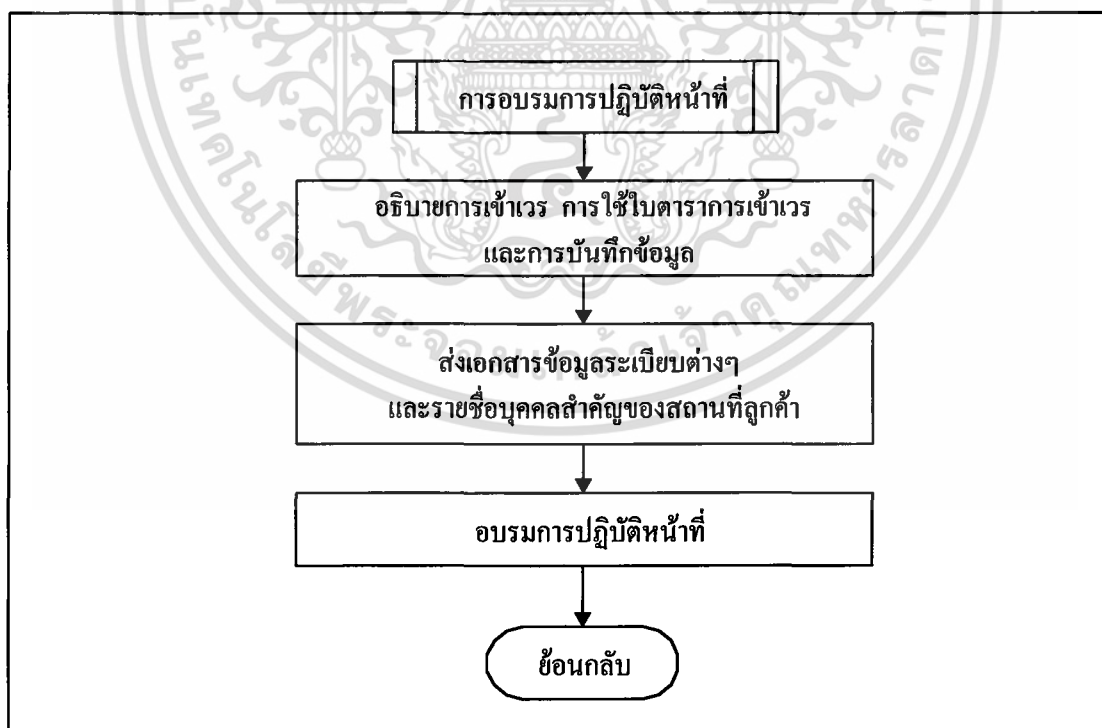 การอบรมการปฏิบัติหน้าที่
อธิบายการเข้าเวร การใช้ใบตาราการเข้าเวร
และการบันทึกข้อมูล
ส่งเอกสารข้อมูลระเบียบต่างๆ
และรายชื่อบุคคลสำคัญของสถานที่ลูกค้า
อบรมการปฏิบัติหน้าที่
ย้อนกลับ